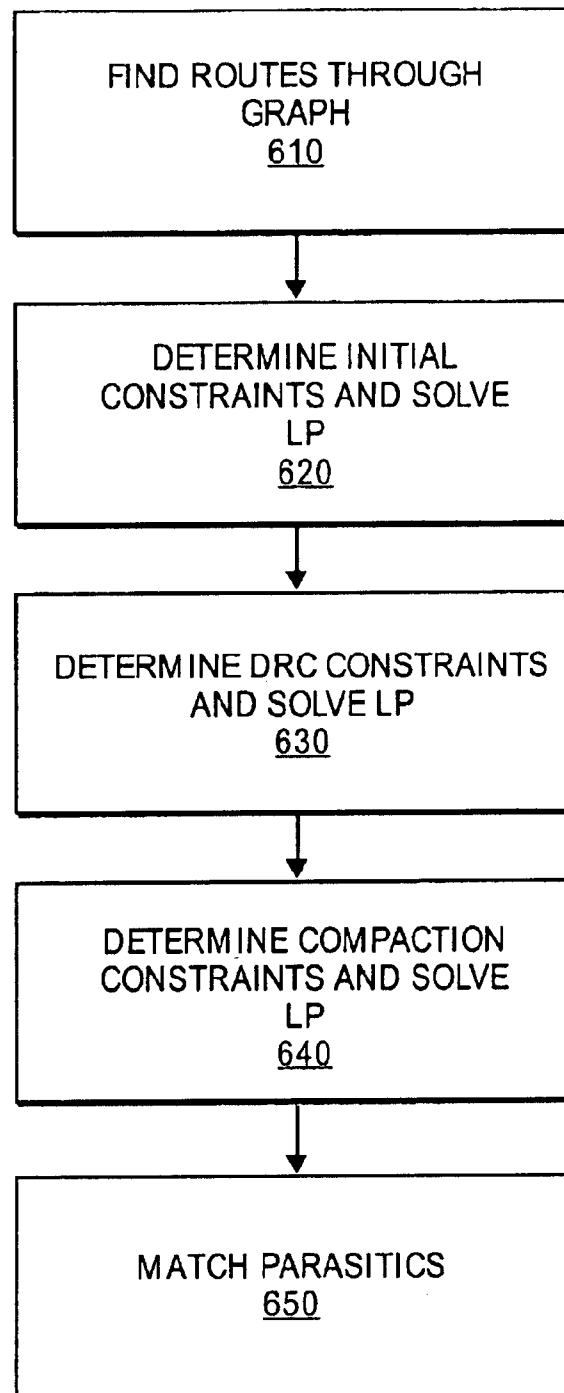 FIND ROUTES THROUGH
GRAPH
610
DETERMINE INITIAL
CONSTRAINTS AND SOLVE
LP
620
DETERMINE DRC CONSTRAINTS
AND SOLVE LP
630
DETERMINE COMPACTION
CONSTRAINTS AND SOLVE
LP
640
MATCH PARASITICS
650